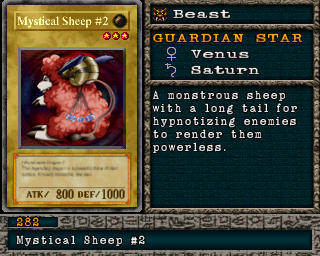 Mystical Sheep #2
ATK/ 800 DEF/1000
Beast
GUARDIAN STAR
♀ Venus
♄ Saturn
A monstrous sheep
with a long tail for
hypnotizing enemies
to render them
powerless.
282
Mystical Sheep #2